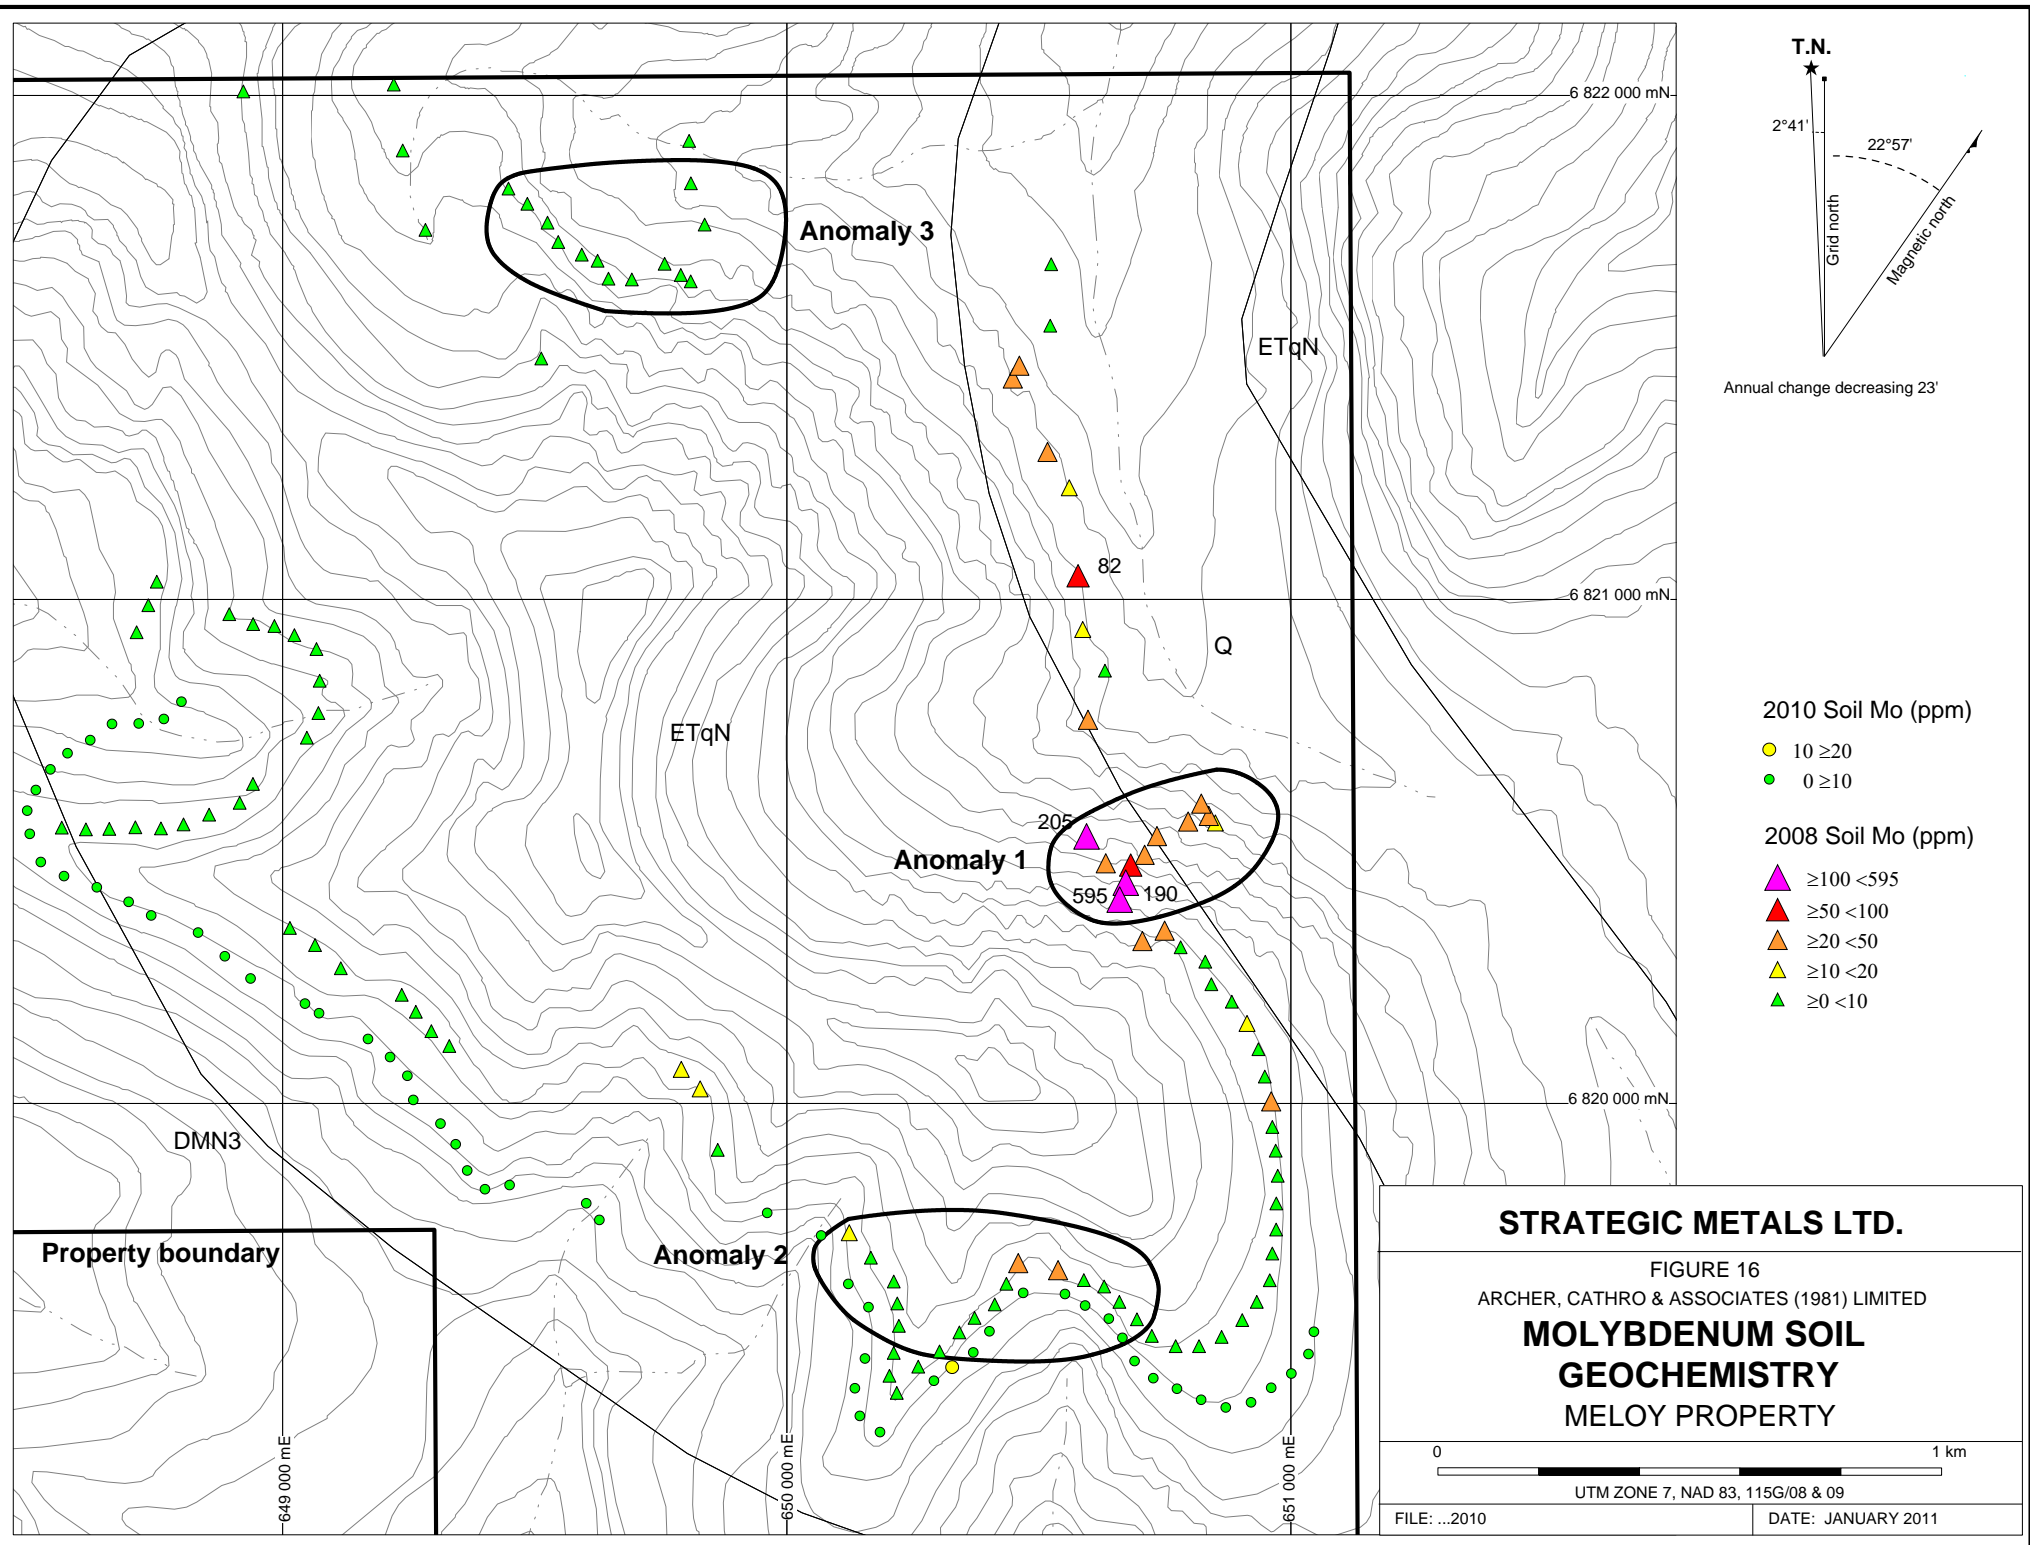 T.N.
6 822 000 mN
2°41'
22°57'
Grid north
Magnetic north
Anomaly 3
ETqN
Annual change decreasing 23'
82
6 821 000 mN
Q
ETqN
2010 Soil Mo (ppm)
10 ≥20
0 ≥10
2008 Soil Mo (ppm)
≥100 <595
≥50 <100
≥20 <50
≥10 <20
≥0 <10
205
Anomaly 1
595
190
6 820 000 mN
DMN3
Property boundary
Anomaly 2
649 000 mE
650 000 mE
651 000 mE
STRATEGIC METALS LTD.
FIGURE 16
ARCHER, CATHRO & ASSOCIATES (1981) LIMITED
MOLYBDENUM SOIL
GEOCHEMISTRY
MELOY PROPERTY
0 1 km
UTM ZONE 7, NAD 83, 115G/08 & 09
FILE: ...2010
DATE: JANUARY 2011